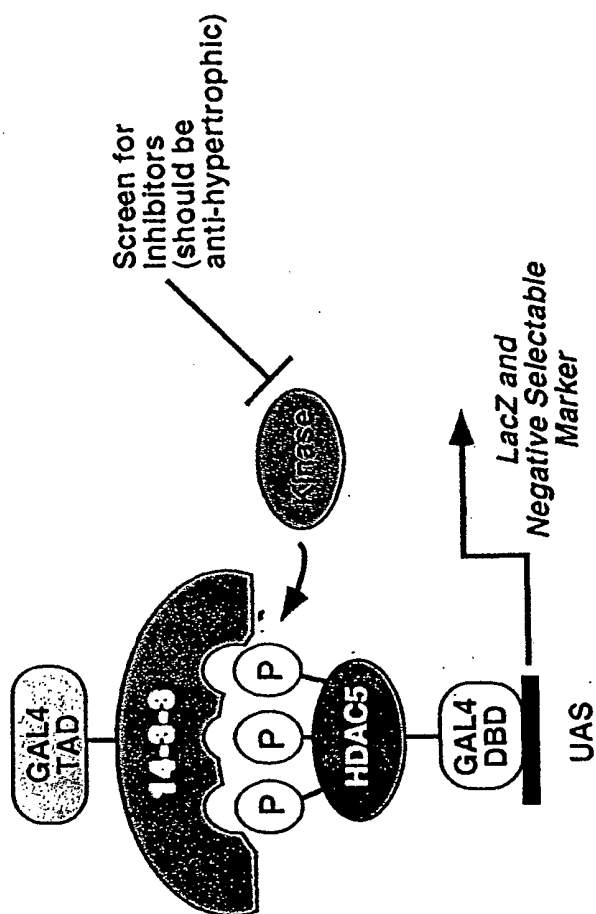 GAL4
TAD
14-3-3
P
P
P
HDAC5
GAL4
DBD
UAS
Kinase
Screen for
Inhibitors
(should be
anti-hypertrophic)
LacZ and
Negative Selectable
Marker